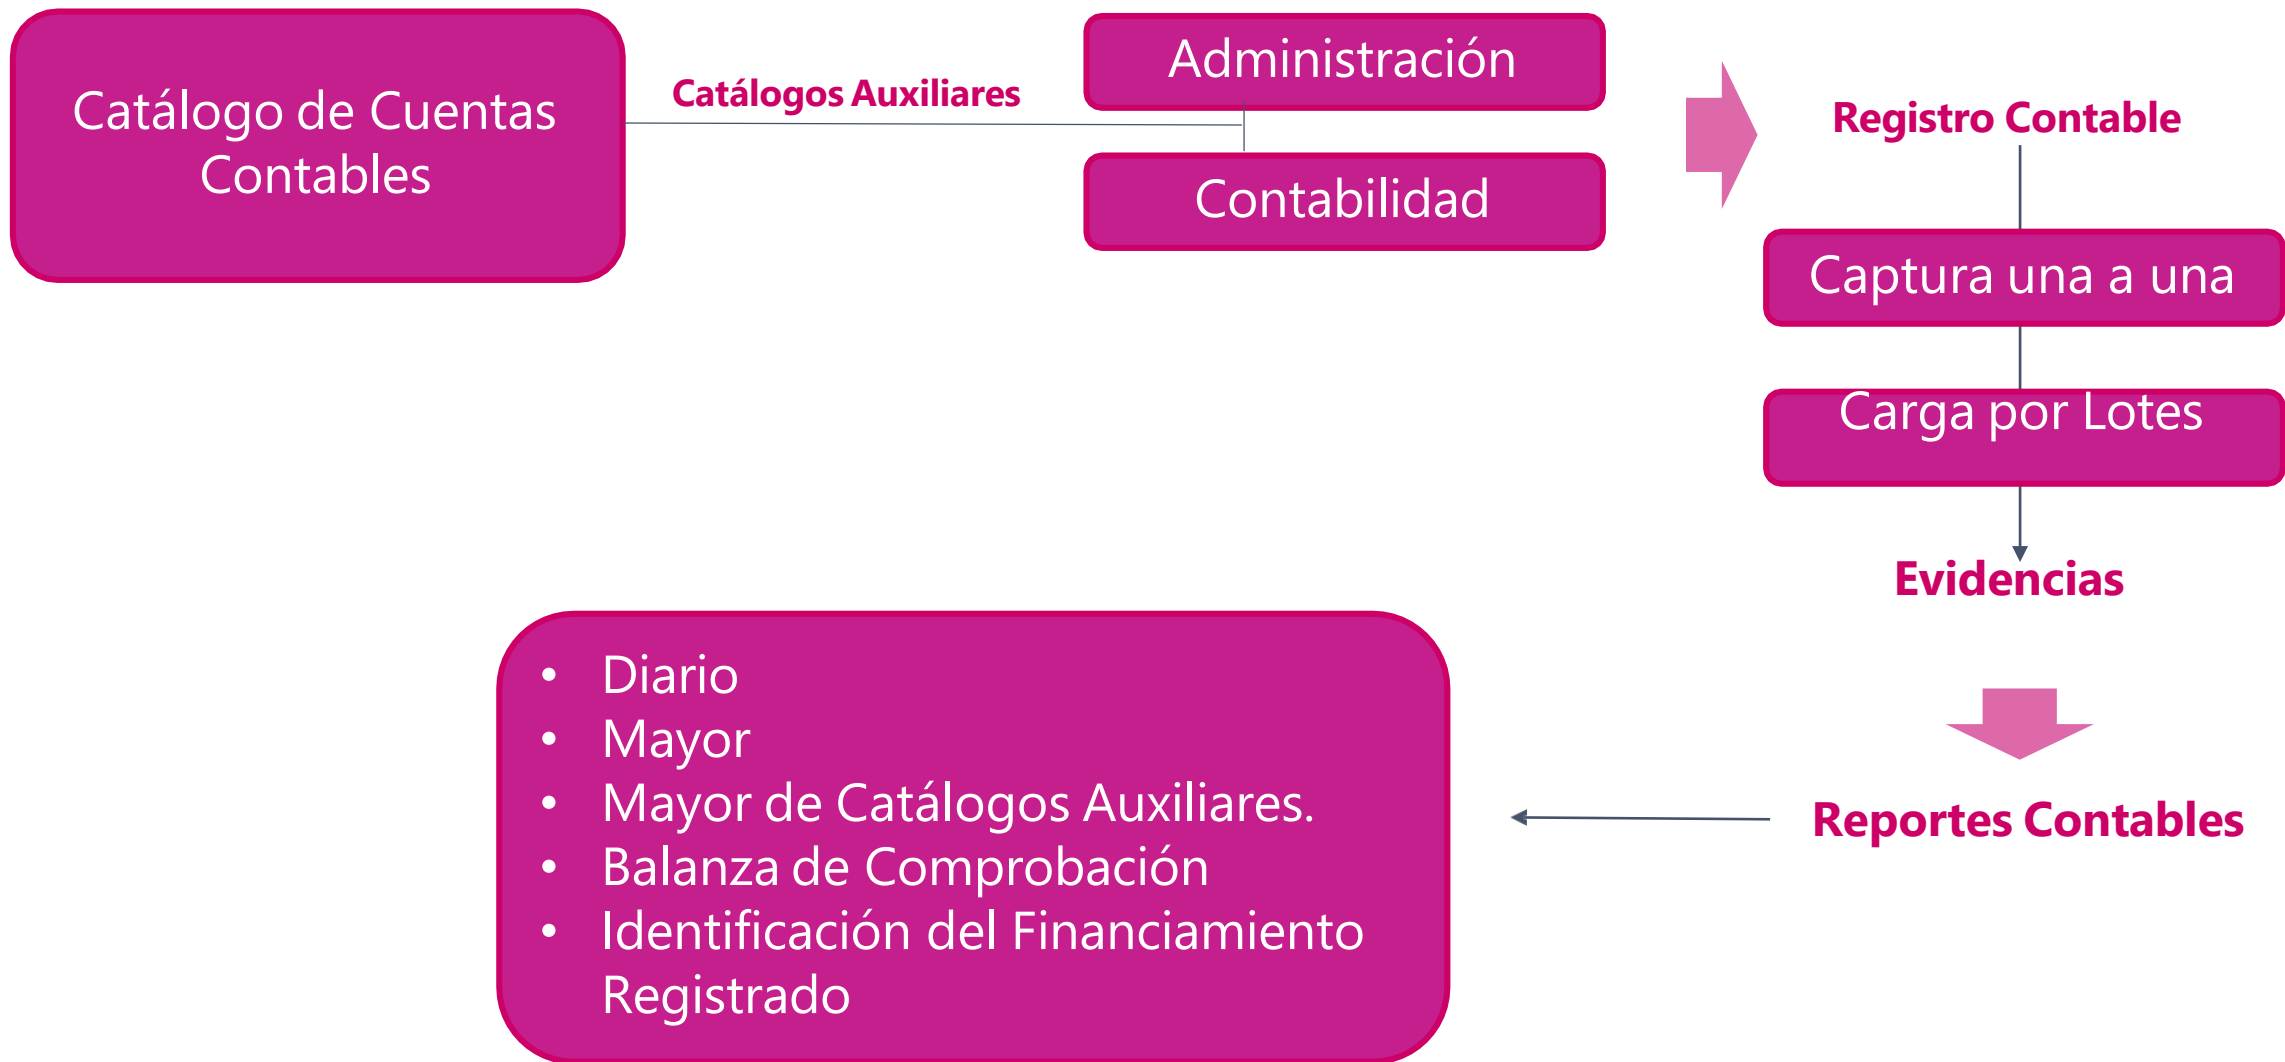 Catálogo de Cuentas
Contables
Catálogos Auxiliares
Administración
Contabilidad
Registro Contable
Captura una a una
Carga por Lotes
Evidencias
Reportes Contables
• Diario
• Mayor
• Mayor de Catálogos Auxiliares.
• Balanza de Comprobación
• Identificación del Financiamiento
Registrado